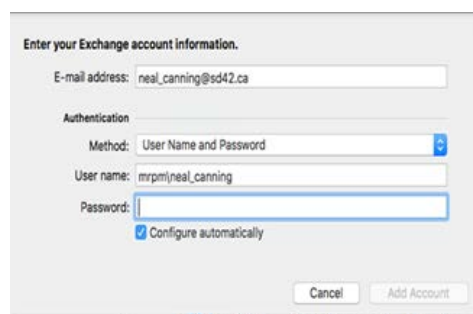 Enter your Exchange account information.
E-mail address: neal_canning@sd42.ca
Authentication
Method: User Name and Password
User name: mrpm\neal_canning
Password:
Configure automatically
Cancel Add Account